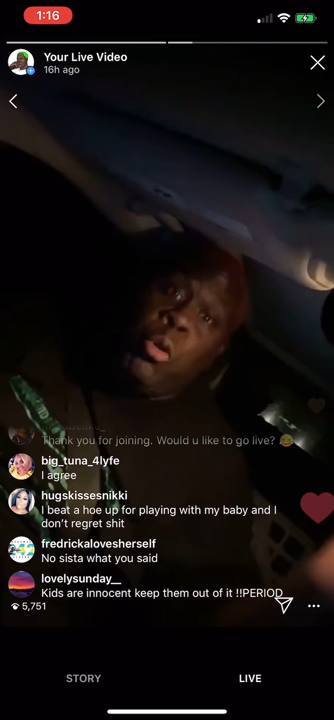 1:16
Your Live Video
16h ago
Thank you for joining. Would u like to go live? 😂
big_tuna_4lyfe
I agree
hugskissesnikki
I beat a hoe up for playing with my baby and I
don't regret shit
fredrickalovesherself
No sista what you said
lovelysunday__
Kids are innocent keep them out of it !!PERIOD
5,751
STORY
LIVE